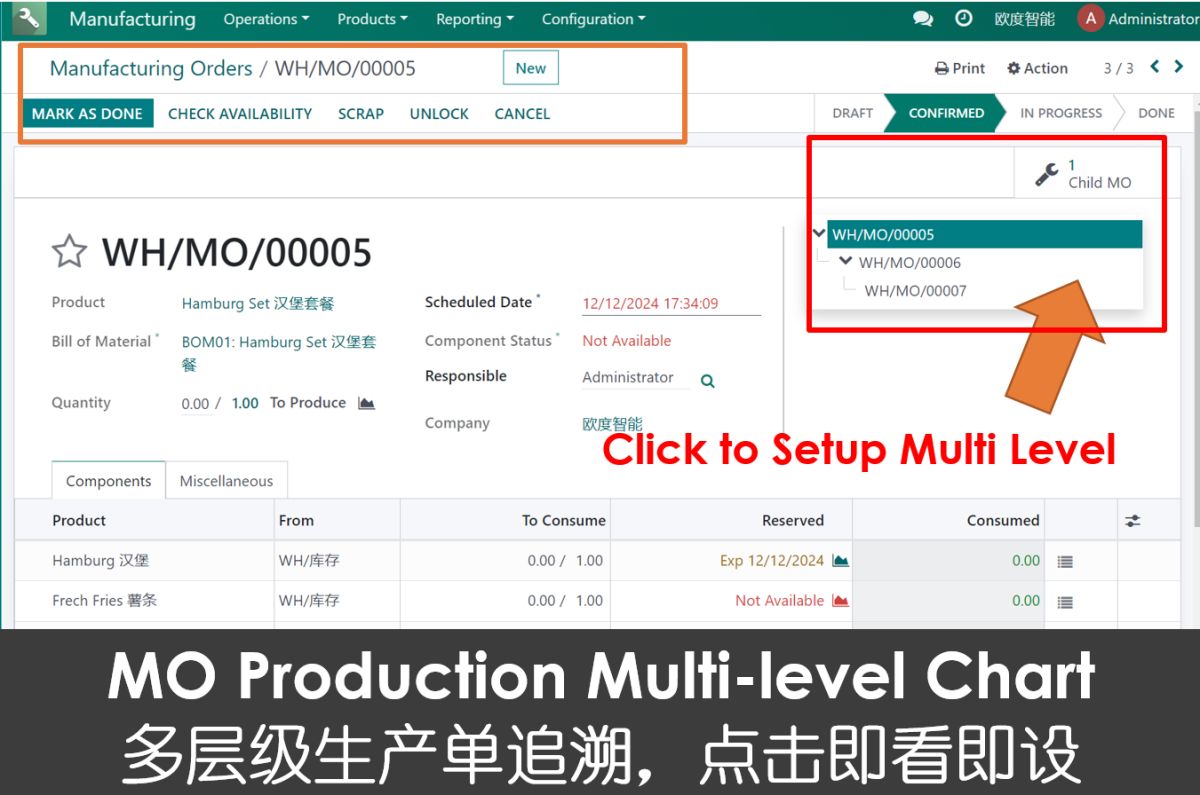 Manufacturing Operations Products Reporting Configuration 欧度智能 A Administrator
Manufacturing Orders / WH/MO/00005 New Print Action 3 / 3
MARK AS DONE CHECK AVAILABILITY SCRAP UNLOCK CANCEL DRAFT CONFIRMED IN PROGRESS DONE
1
Child MO
WH/MO/00005
WH/MO/00005
WH/MO/00006
WH/MO/00007
Product Hamburg Set 汉堡套餐 Scheduled Date * 12/12/2024 17:34:09
Bill of Material * BOM01: Hamburg Set 汉堡套
餐
Component Status * Not Available
Responsible Administrator
Quantity 0.00 / 1.00 To Produce
Company 欧度智能
Click to Setup Multi Level
Components Miscellaneous
Product From To Consume Reserved Consumed
Hamburg 汉堡 WH/库存 0.00 / 1.00 Exp 12/12/2024 0.00
Frech Fries 薯条 WH/库存 0.00 / 1.00 Not Available 0.00
MO Production Multi-level Chart
多层级生产单追溯，点击即看即设